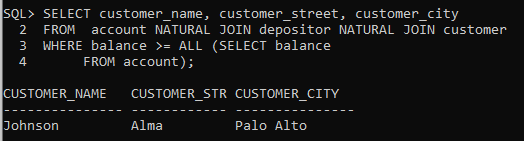 SQL> SELECT customer_name, customer_street, customer_city
  2  FROM  account NATURAL JOIN depositor NATURAL JOIN customer
  3  WHERE balance >= ALL (SELECT balance
  4        FROM account);
CUSTOMER_NAME   CUSTOMER_STR CUSTOMER_CITY
--------------- ------------ ---------------
Johnson         Alma         Palo Alto